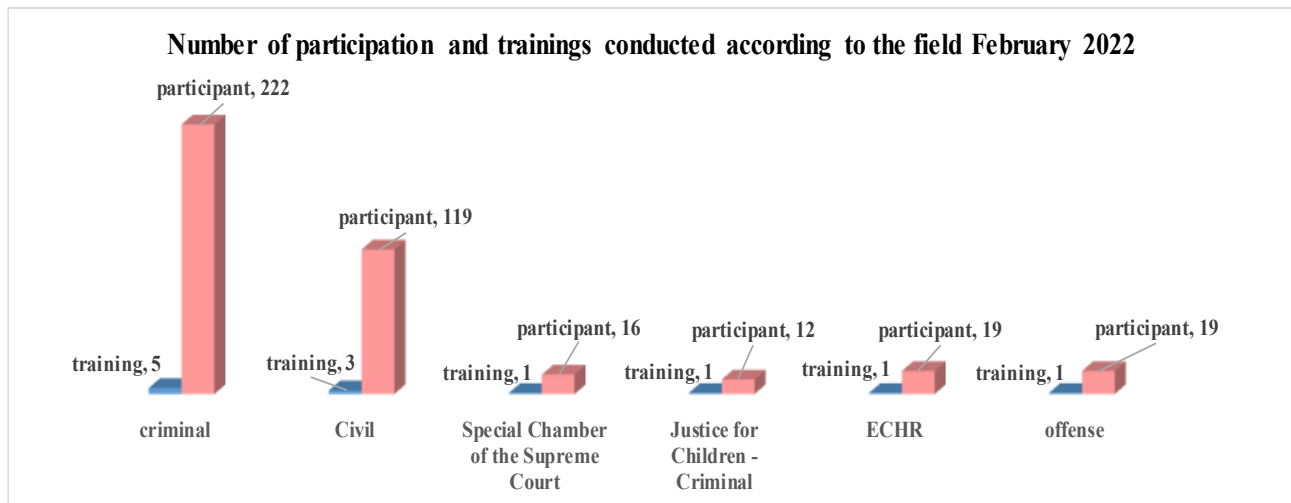 Number of participation and trainings conducted according to the field February 2022
participant, 222
participant, 119
participant, 16
participant, 12
participant, 19
participant, 19
training, 5
training, 3
training, 1
training, 1
training, 1
training, 1
criminal
Civil
Special Chamber
of the Supreme
Court
Justice for
Children -
Criminal
ECHR
offense